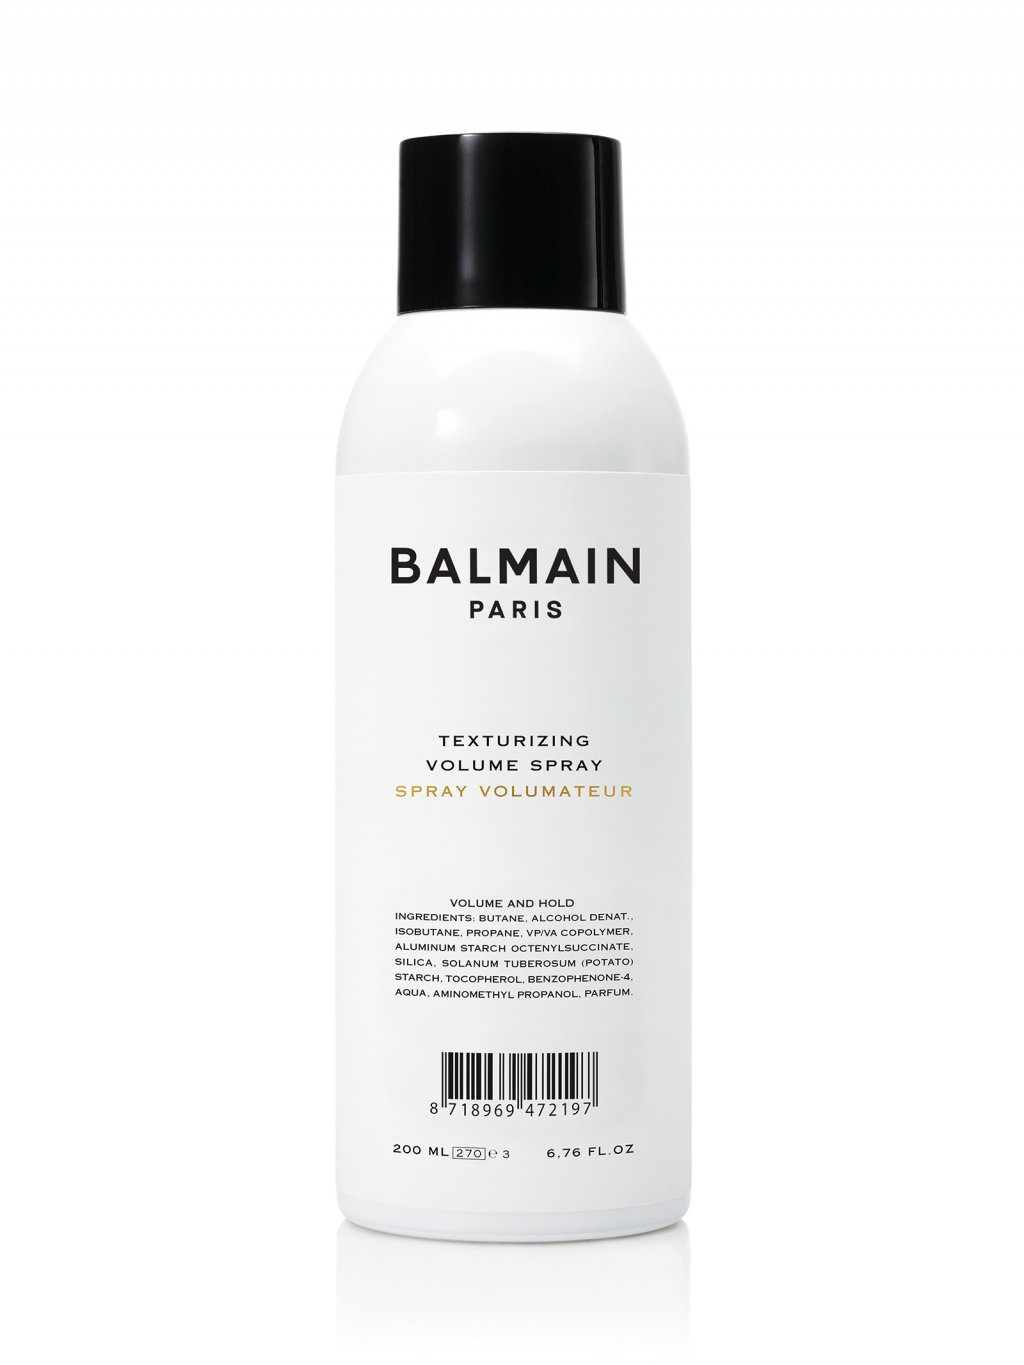 BALMAIN
PARIS
TEXTURIZING
VOLUME SPRAY
SPRAY VOLUMATEUR
VOLUME AND HOLD
INGREDIENTS: BUTANE, ALCOHOL DENAT.,
ISOBUTANE, PROPANE, VP/VA COPOLYMER,
ALUMINUM STARCH OCTENYLSUCCINATE,
SILICA, SOLANUM TUBEROSUM (POTATO)
STARCH, TOCOPHEROL, BENZOPHENONE-4,
AQUA, AMINOMETHYL PROPANOL, PARFUM.
8 718969 472197
200 ML 270 ℮ 3 6,76 FL.OZ